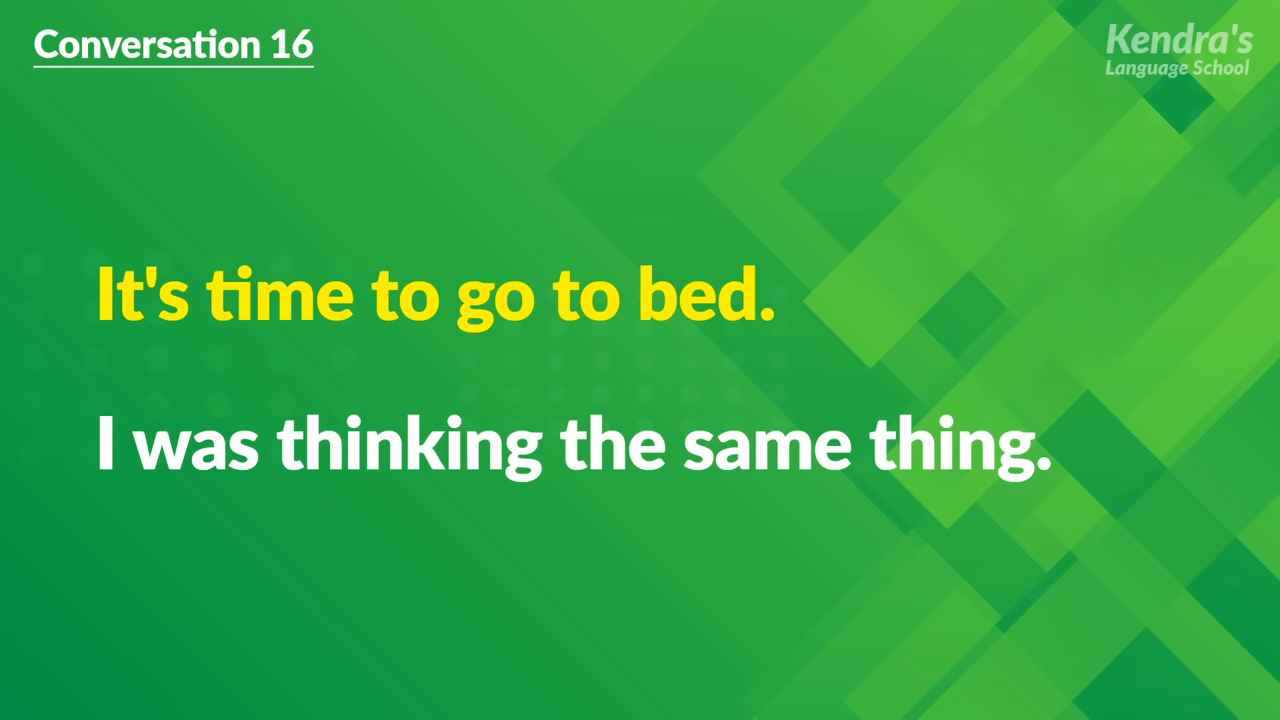 Conversation 16
Kendra's
Language School
It's time to go to bed.
I was thinking the same thing.